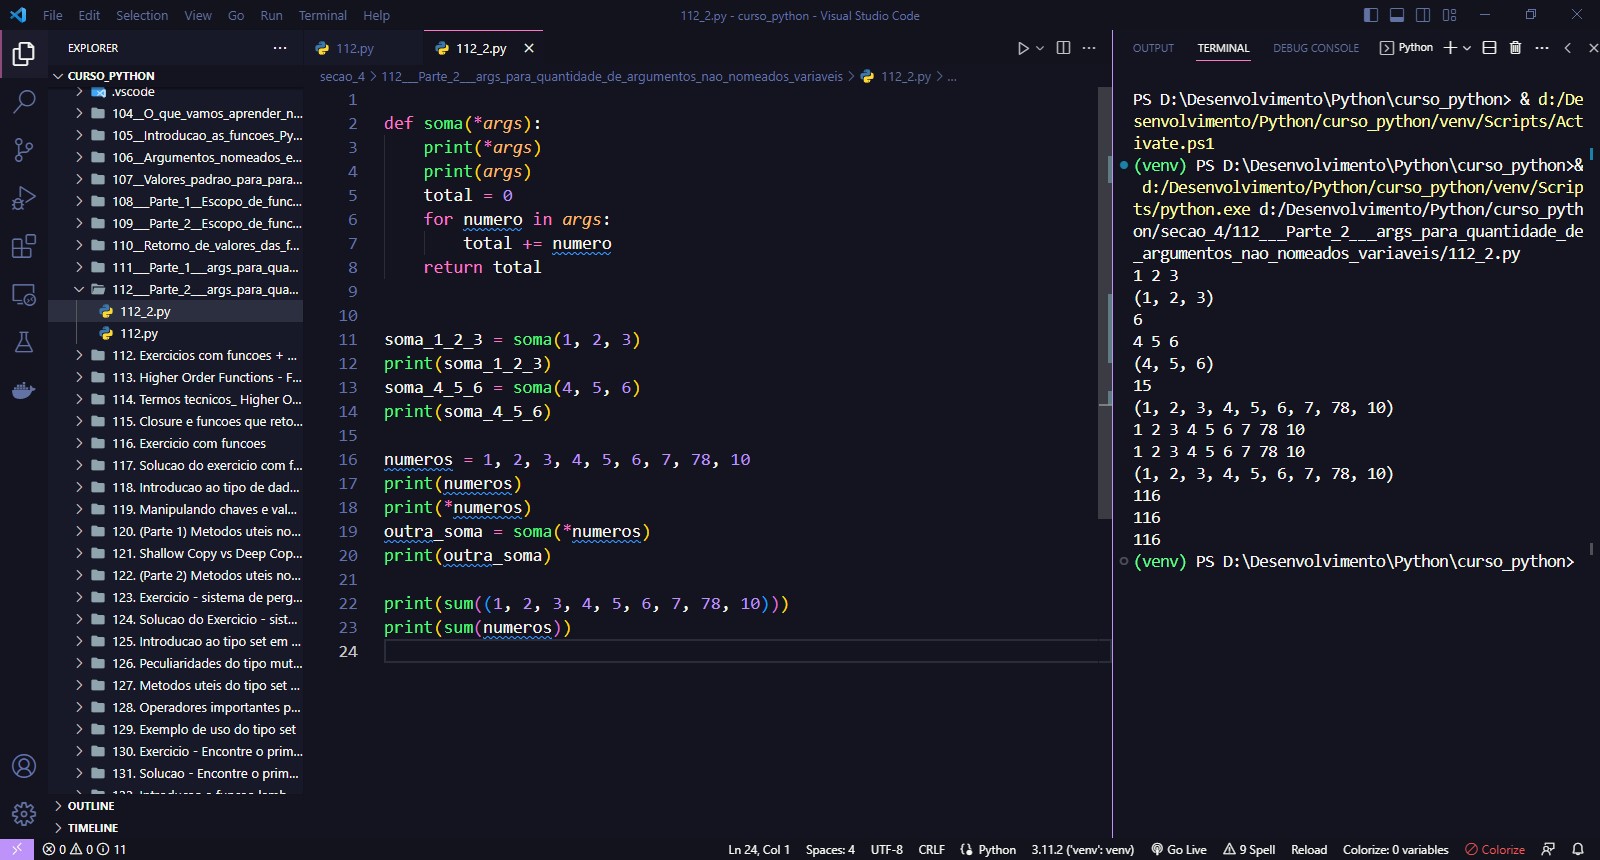 File Edit Selection View Go Run Terminal Help
112_2.py - curso_python - Visual Studio Code
EXPLORER
CURSO_PYTHON
.vscode
104__O_que_vamos_aprender_n...
105__Introducao_as_funcoes_Py...
106__Argumentos_nomeados_e...
107__Valores_padrao_para_para...
108__Parte_1__Escopo_de_func...
109__Parte_2__Escopo_de_func...
110__Retorno_de_valores_das_f...
111___Parte_1___args_para_qua...
112___Parte_2___args_para_qua...
112_2.py
112.py
112. Exercicios com funcoes + ...
113. Higher Order Functions - F...
114. Termos tecnicos_ Higher O...
115. Closure e funcoes que reto...
116. Exercicio com funcoes
117. Solucao do exercicio com f...
118. Introducao ao tipo de dad...
119. Manipulando chaves e val...
120. (Parte 1) Metodos uteis no...
121. Shallow Copy vs Deep Cop...
122. (Parte 2) Metodos uteis no...
123. Exercicio - sistema de perg...
124. Solucao do Exercicio - sist...
125. Introducao ao tipo set em ...
126. Peculiaridades do tipo mut...
127. Metodos uteis do tipo set ...
128. Operadores importantes p...
129. Exemplo de uso do tipo set
130. Exercicio - Encontre o prim...
131. Solucao - Encontre o prim...
OUTLINE
TIMELINE
112.py 112_2.py
secao_4 > 112___Parte_2___args_para_quantidade_de_argumentos_nao_nomeados_variaveis > 112_2.py > ...
1
2 def soma(*args):
3     print(*args)
4     print(args)
5     total = 0
6     for numero in args:
7         total += numero
8     return total
9
10
11 soma_1_2_3 = soma(1, 2, 3)
12 print(soma_1_2_3)
13 soma_4_5_6 = soma(4, 5, 6)
14 print(soma_4_5_6)
15
16 numeros = 1, 2, 3, 4, 5, 6, 7, 78, 10
17 print(numeros)
18 print(*numeros)
19 outra_soma = soma(*numeros)
20 print(outra_soma)
21
22 print(sum((1, 2, 3, 4, 5, 6, 7, 78, 10)))
23 print(sum(numeros))
24
OUTPUT TERMINAL DEBUG CONSOLE Python
PS D:\Desenvolvimento\Python\curso_python> & d:/De
senvolvimento/Python/curso_python/venv/Scripts/Act
ivate.ps1
(venv) PS D:\Desenvolvimento\Python\curso_python>&
d:/Desenvolvimento/Python/curso_python/venv/Scrip
ts/python.exe d:/Desenvolvimento/Python/curso_pyth
on/secao_4/112___Parte_2___args_para_quantidade_de
_argumentos_nao_nomeados_variaveis/112_2.py
1 2 3
(1, 2, 3)
6
4 5 6
(4, 5, 6)
15
(1, 2, 3, 4, 5, 6, 7, 78, 10)
1 2 3 4 5 6 7 78 10
1 2 3 4 5 6 7 78 10
(1, 2, 3, 4, 5, 6, 7, 78, 10)
116
116
116
(venv) PS D:\Desenvolvimento\Python\curso_python>
0 0 11 Ln 24, Col 1 Spaces: 4 UTF-8 CRLF Python 3.11.2 ('venv': venv) Go Live 9 Spell Reload Colorize: 0 variables Colorize